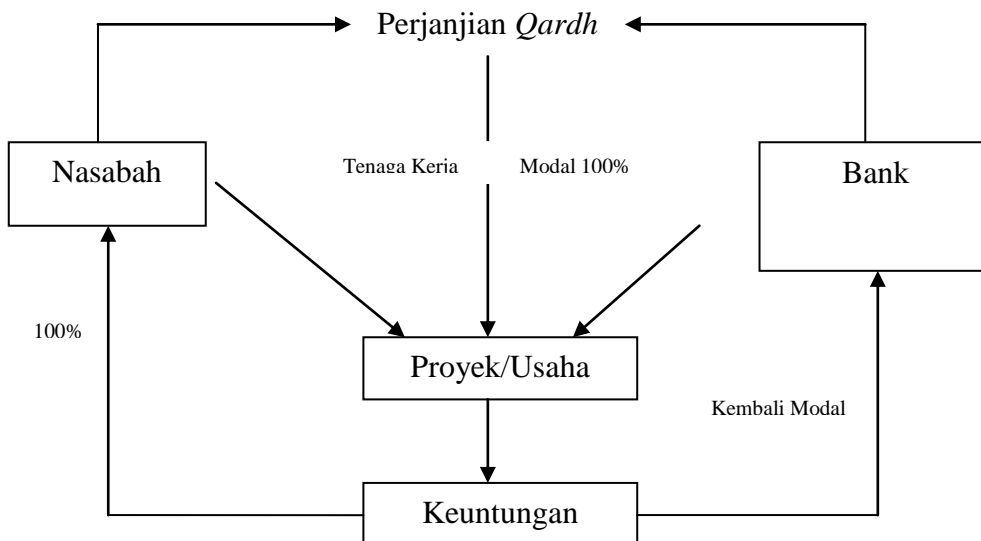 Perjanjian Qardh
Nasabah
Tenaga Kerja
Modal 100%
Bank
100%
Proyek/Usaha
Kembali Modal
Keuntungan